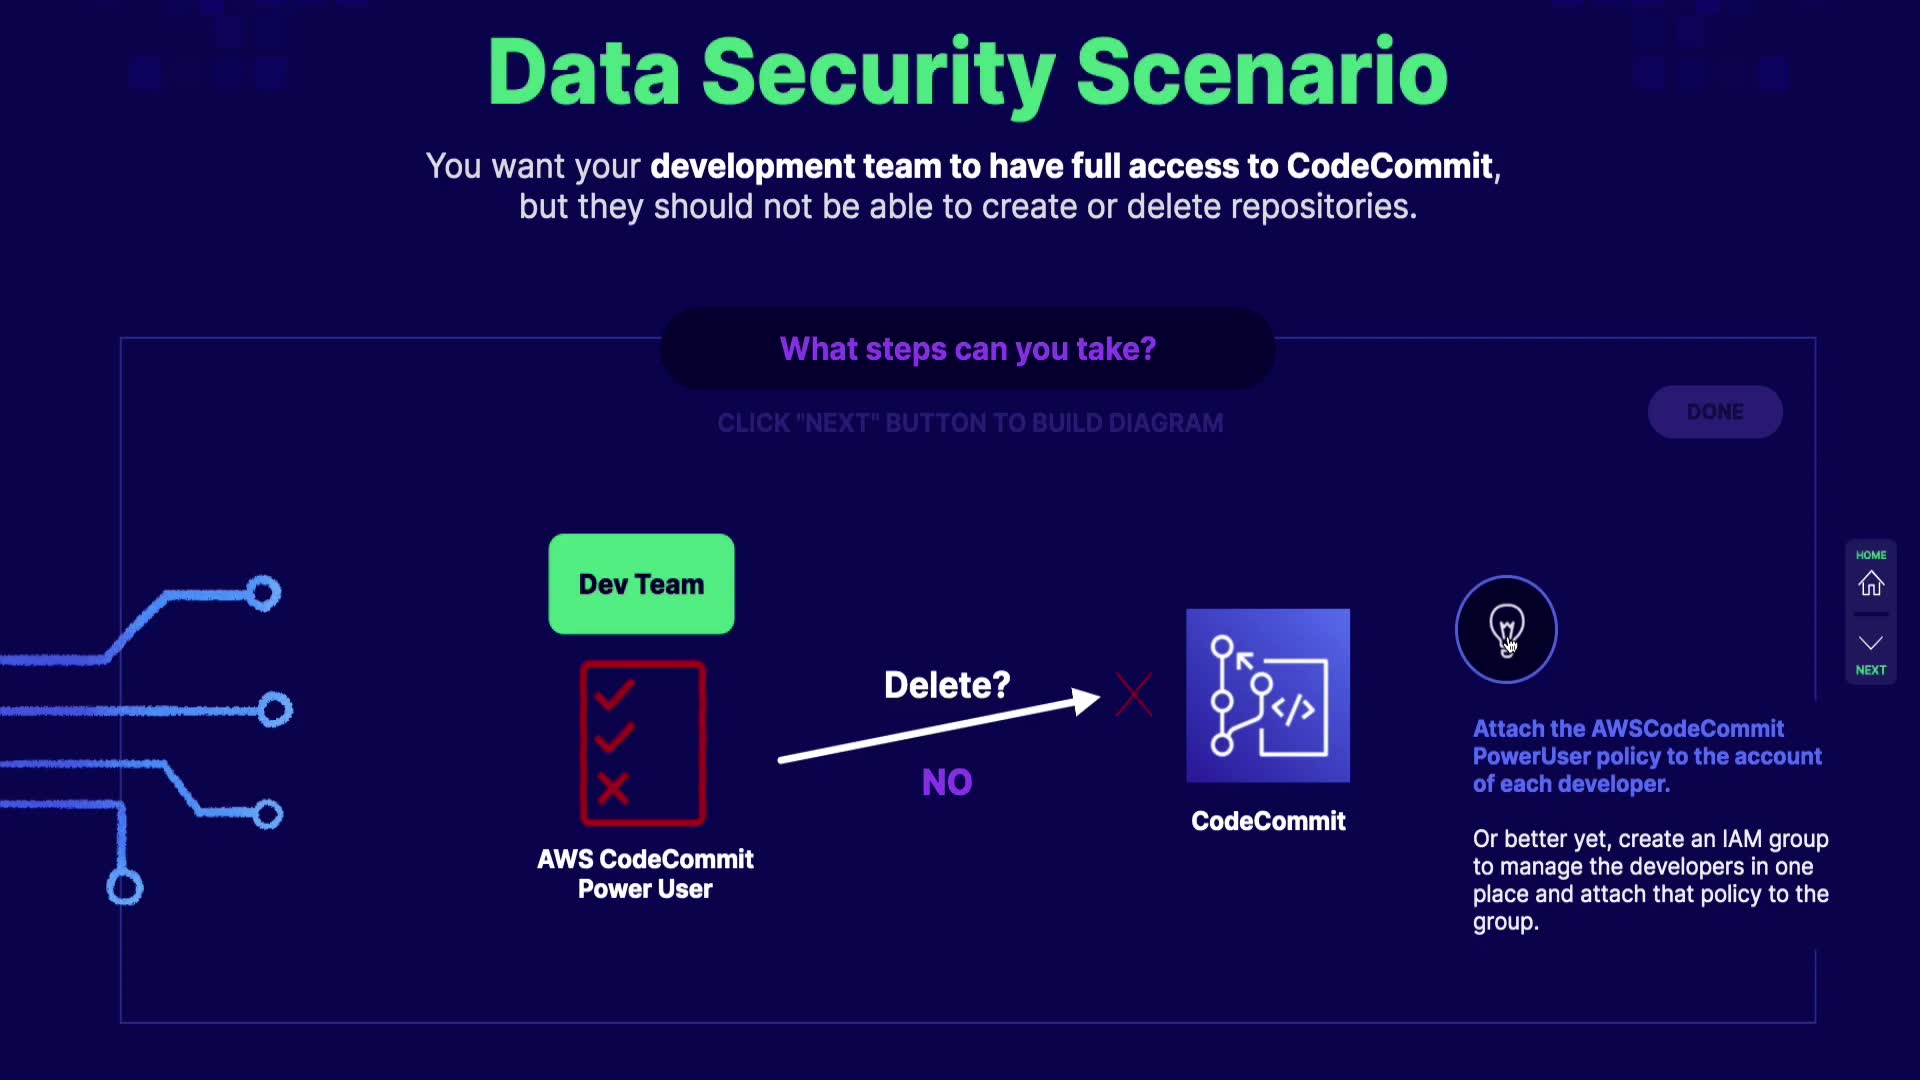 Data Security Scenario
You want your development team to have full access to CodeCommit,
but they should not be able to create or delete repositories.
What steps can you take?
CLICK "NEXT" BUTTON TO BUILD DIAGRAM
DONE
Dev Team
AWS CodeCommit
Power User
Delete?
NO
CodeCommit
Attach the AWSCodeCommit
PowerUser policy to the account
of each developer.
Or better yet, create an IAM group
to manage the developers in one
place and attach that policy to the
group.
HOME
NEXT